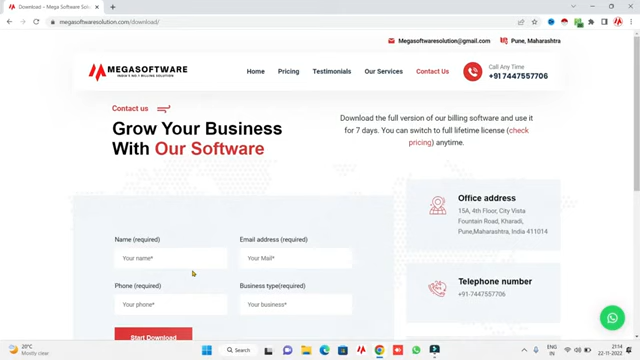 Download – Mega Software Solu
megasoftwaresolution.com/download/
Megasoftwaresolution@gmail.com
Pune, Maharashtra
MEGASOFTWARE
INDIA'S NO.1 BILLING SOLUTION
Home
Pricing
Testimonials
Our Services
Contact Us
Call Any Time
+91 7447557706
Contact us
Grow Your Business
With Our Software
Download the full version of our billing software and use it
for 7 days. You can switch to full lifetime license (check
pricing) anytime.
Name (required)
Email address (required)
Your name*
Your Mail*
Phone (required)
Business type(required)
Your phone*
Your business*
Start Download
Office address
15A, 4th Floor, City Vista
Fountain Road, Kharadi,
Pune,Maharashtra, India 411014
Telephone number
+91-7447557706
20°C
Mostly clear
Search
ENG
IN
21:14
22-11-2022